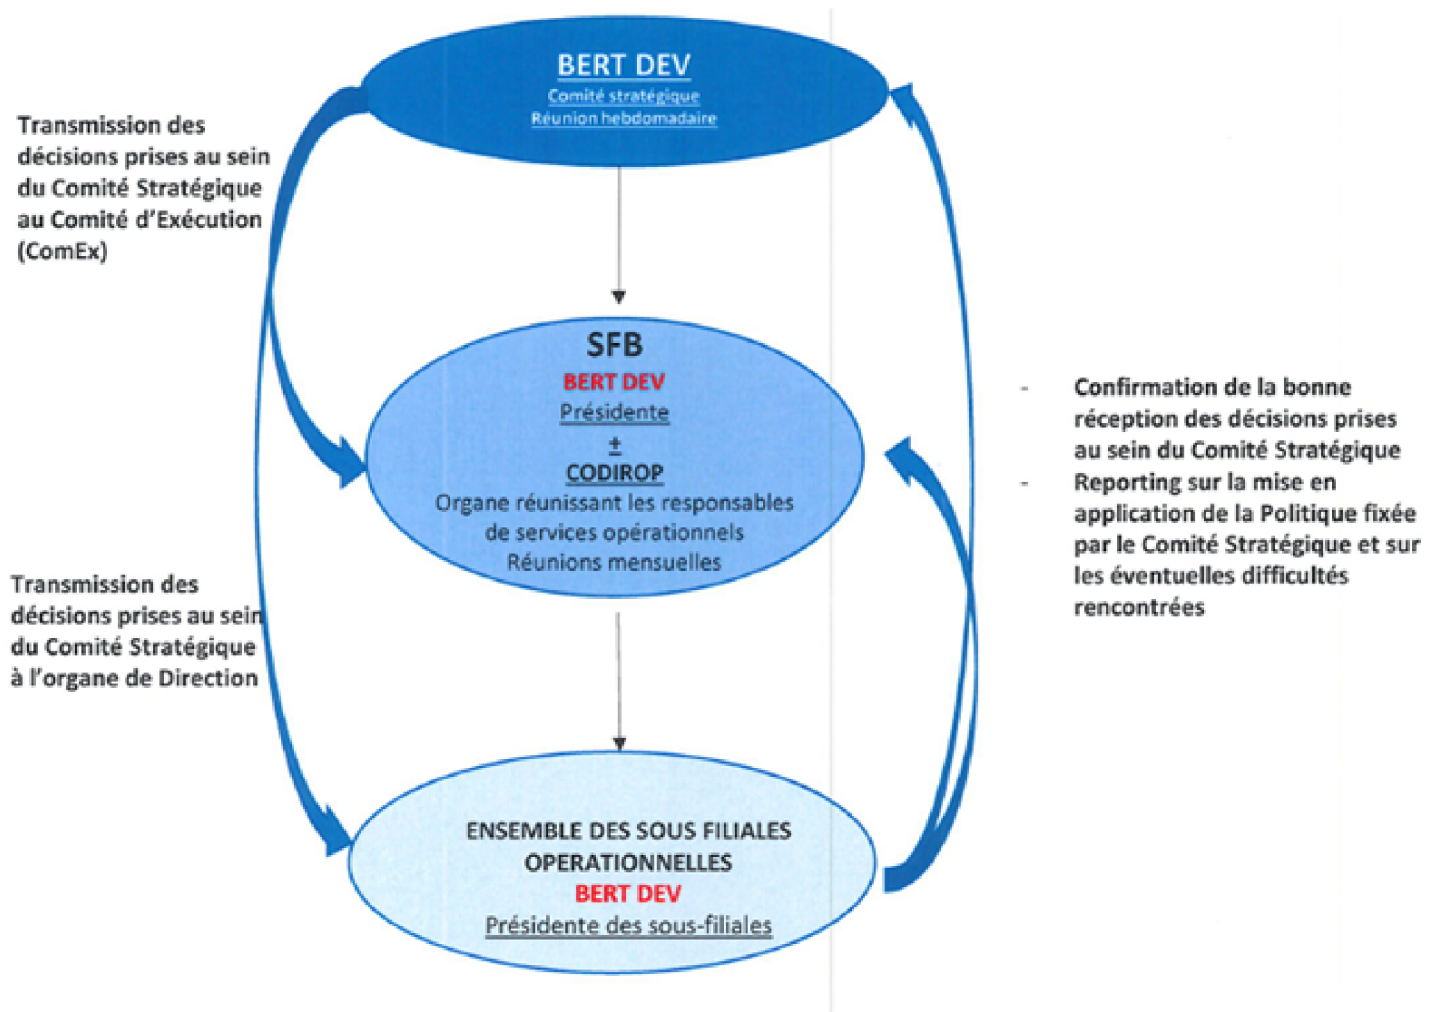 BERT DEV
Comité stratégique
Réunion hebdomadaire
Transmission des
décisions prises au sein
du Comité Stratégique
au Comité d’Exécution
(ComEx)
SFB
BERT DEV
Présidente
±
CODIROP
Organe réunissant les responsables
de services opérationnels
Réunions mensuelles
- Confirmation de la bonne
réception des décisions prises
au sein du Comité Stratégique
- Reporting sur la mise en
application de la Politique fixée
par le Comité Stratégique et sur
les éventuelles difficultés
rencontrées
Transmission des
décisions prises au sein
du Comité Stratégique
à l’organe de Direction
ENSEMBLE DES SOUS FILIALES
OPERATIONNELLES
BERT DEV
Présidente des sous-filiales